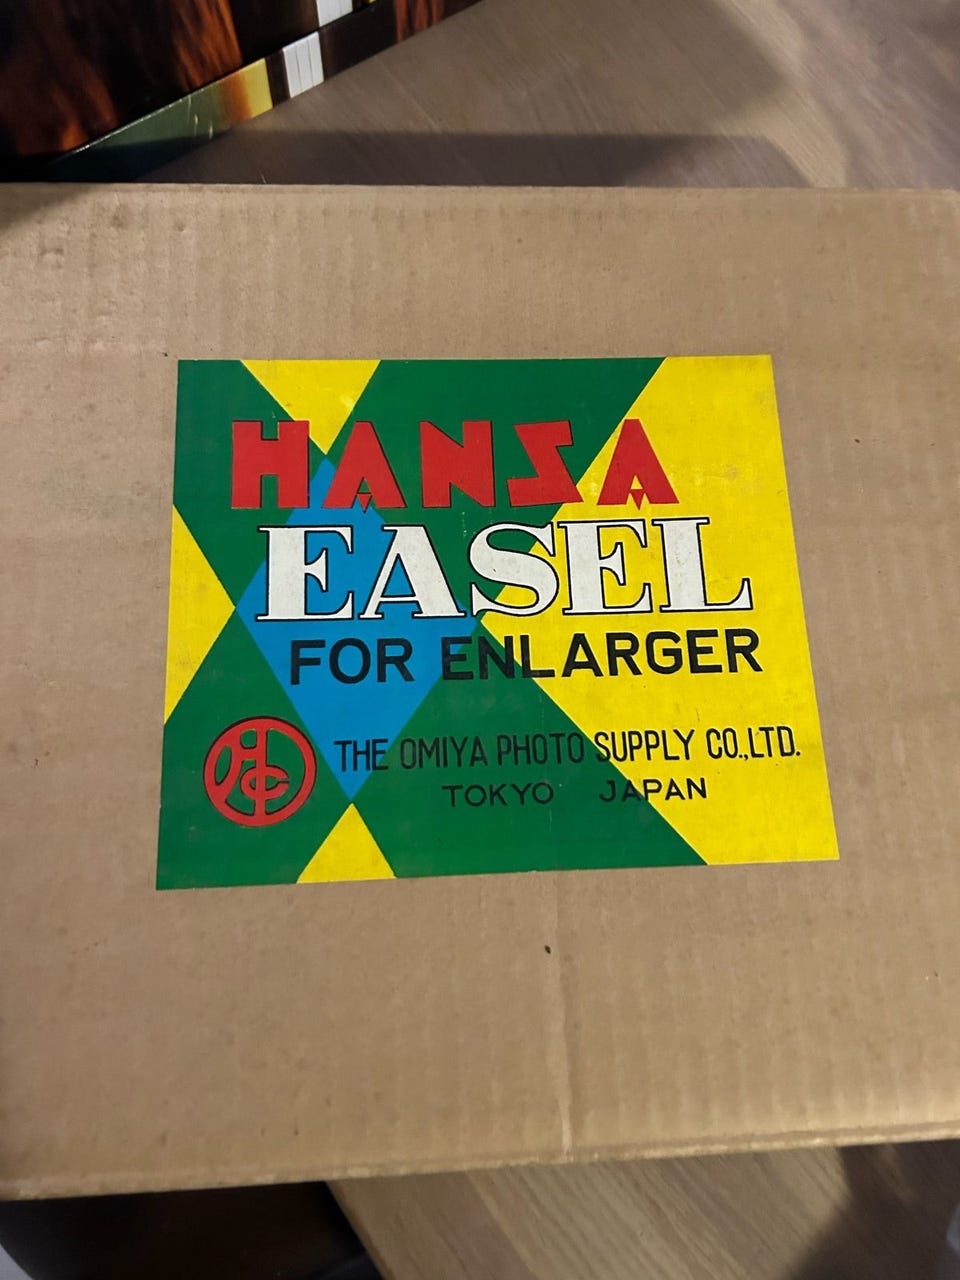 HANSA
EASEL
FOR ENLARGER
THE OMIYA PHOTO SUPPLY CO.,LTD.
TOKYO JAPAN